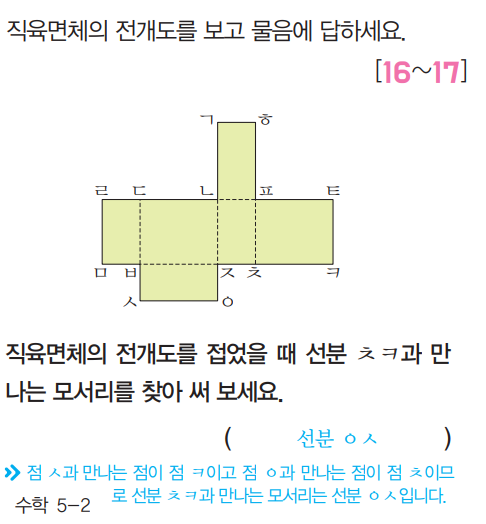 직육면체의 전개도를 보고 물음에 답하세요.
[16~17]
ㄱ ㅎ
ㄹ ㄷ ㄴ ㅍ ㅌ
ㅁ ㅂ ㅈ ㅊ ㅋ
ㅅ ㅇ
직육면체의 전개도를 접었을 때 선분 ㅊㅋ과 만
나는 모서리를 찾아 써 보세요.
( 선분 ㅇㅅ )
점 ㅅ과 만나는 점이 점 ㅋ이고 점 ㅇ과 만나는 점이 점 ㅊ이므
로 선분 ㅊㅋ과 만나는 모서리는 선분 ㅇㅅ입니다.
수학 5-2